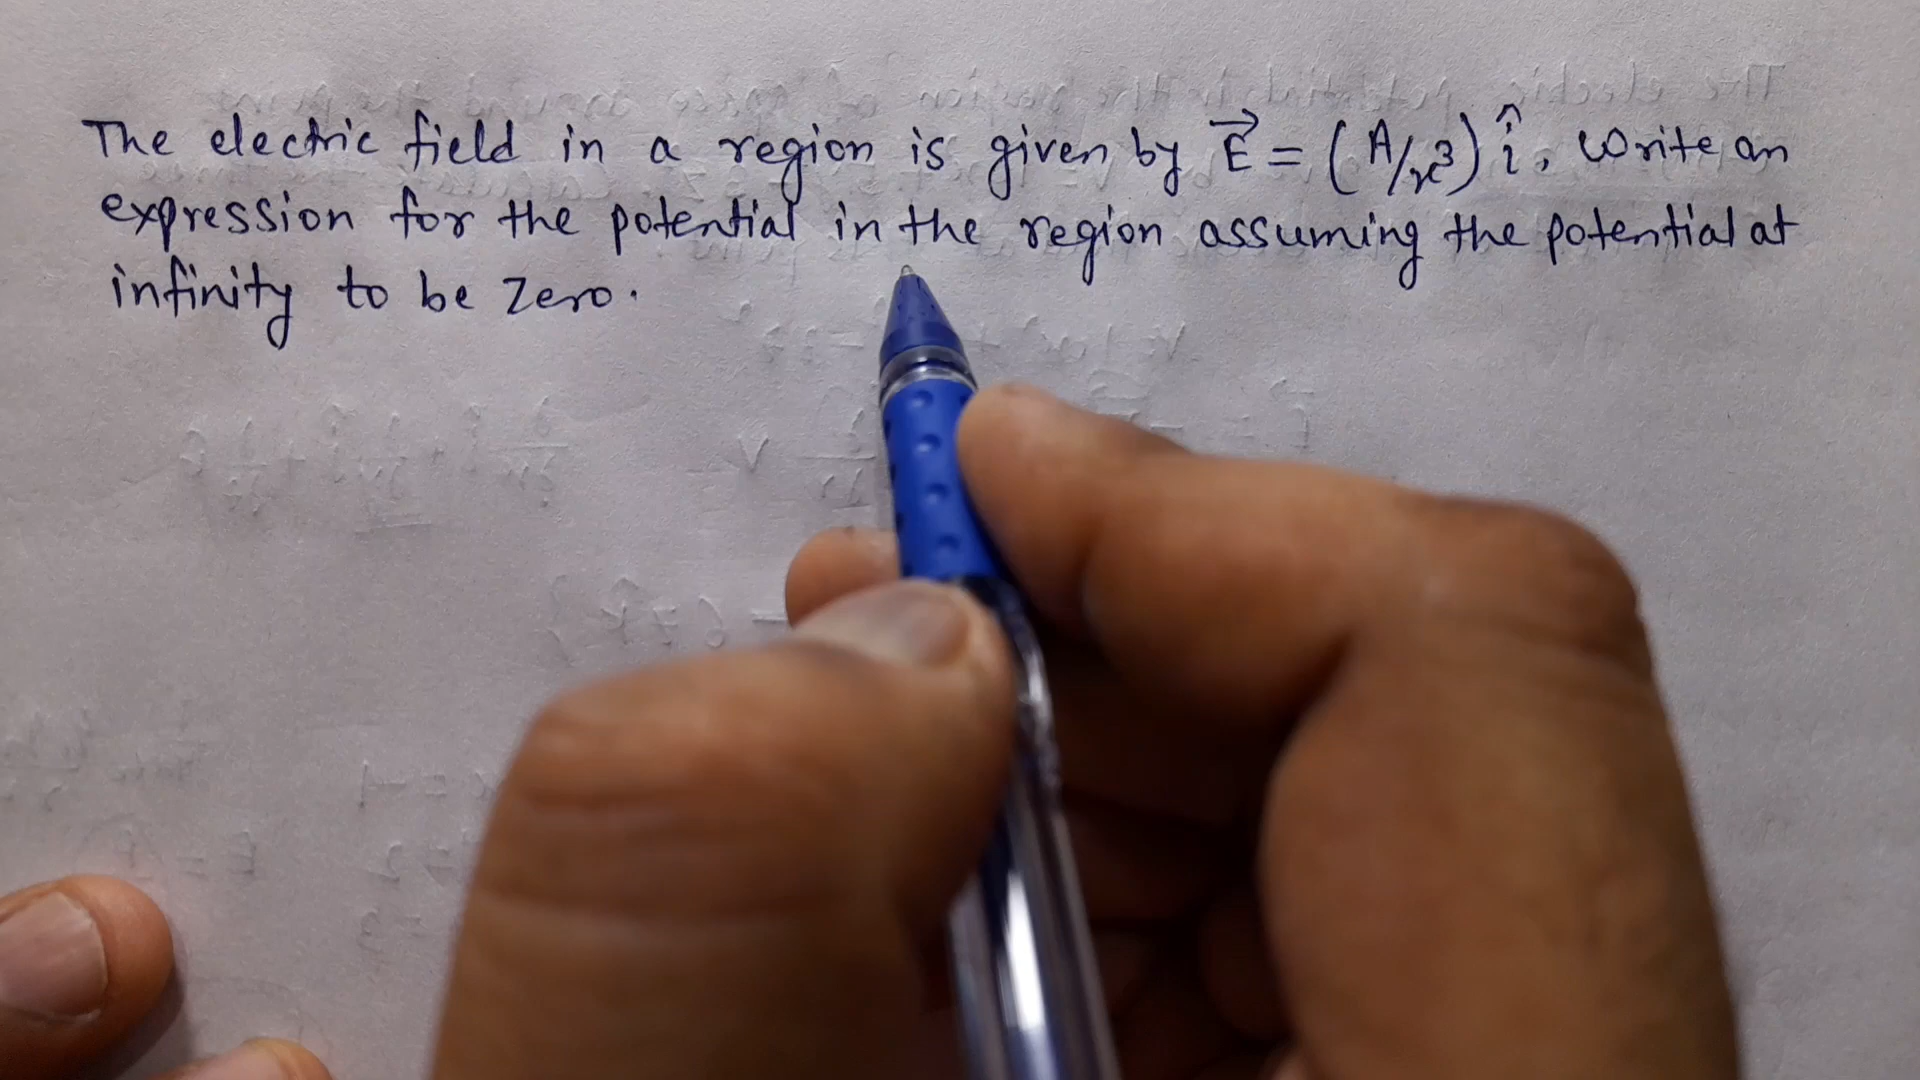 The electric field in a region is given by E⃗ = (A/x³) î. Write an
expression for the potential in the region assuming the potential at
infinity to be Zero.